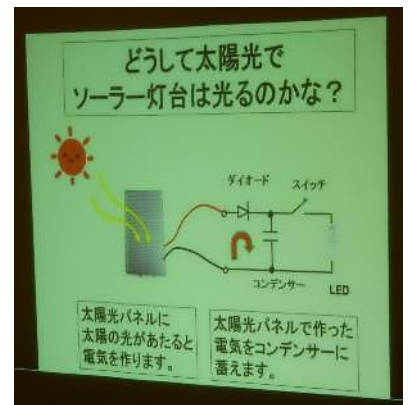 どうして太陽光で
ソーラー灯台は光るのかな？
ダイオード
スイッチ
コンデンサー
LED
太陽光パネルに
太陽の光があたると
電気を作ります。
太陽光パネルで作った
電気をコンデンサーに
蓄えます。